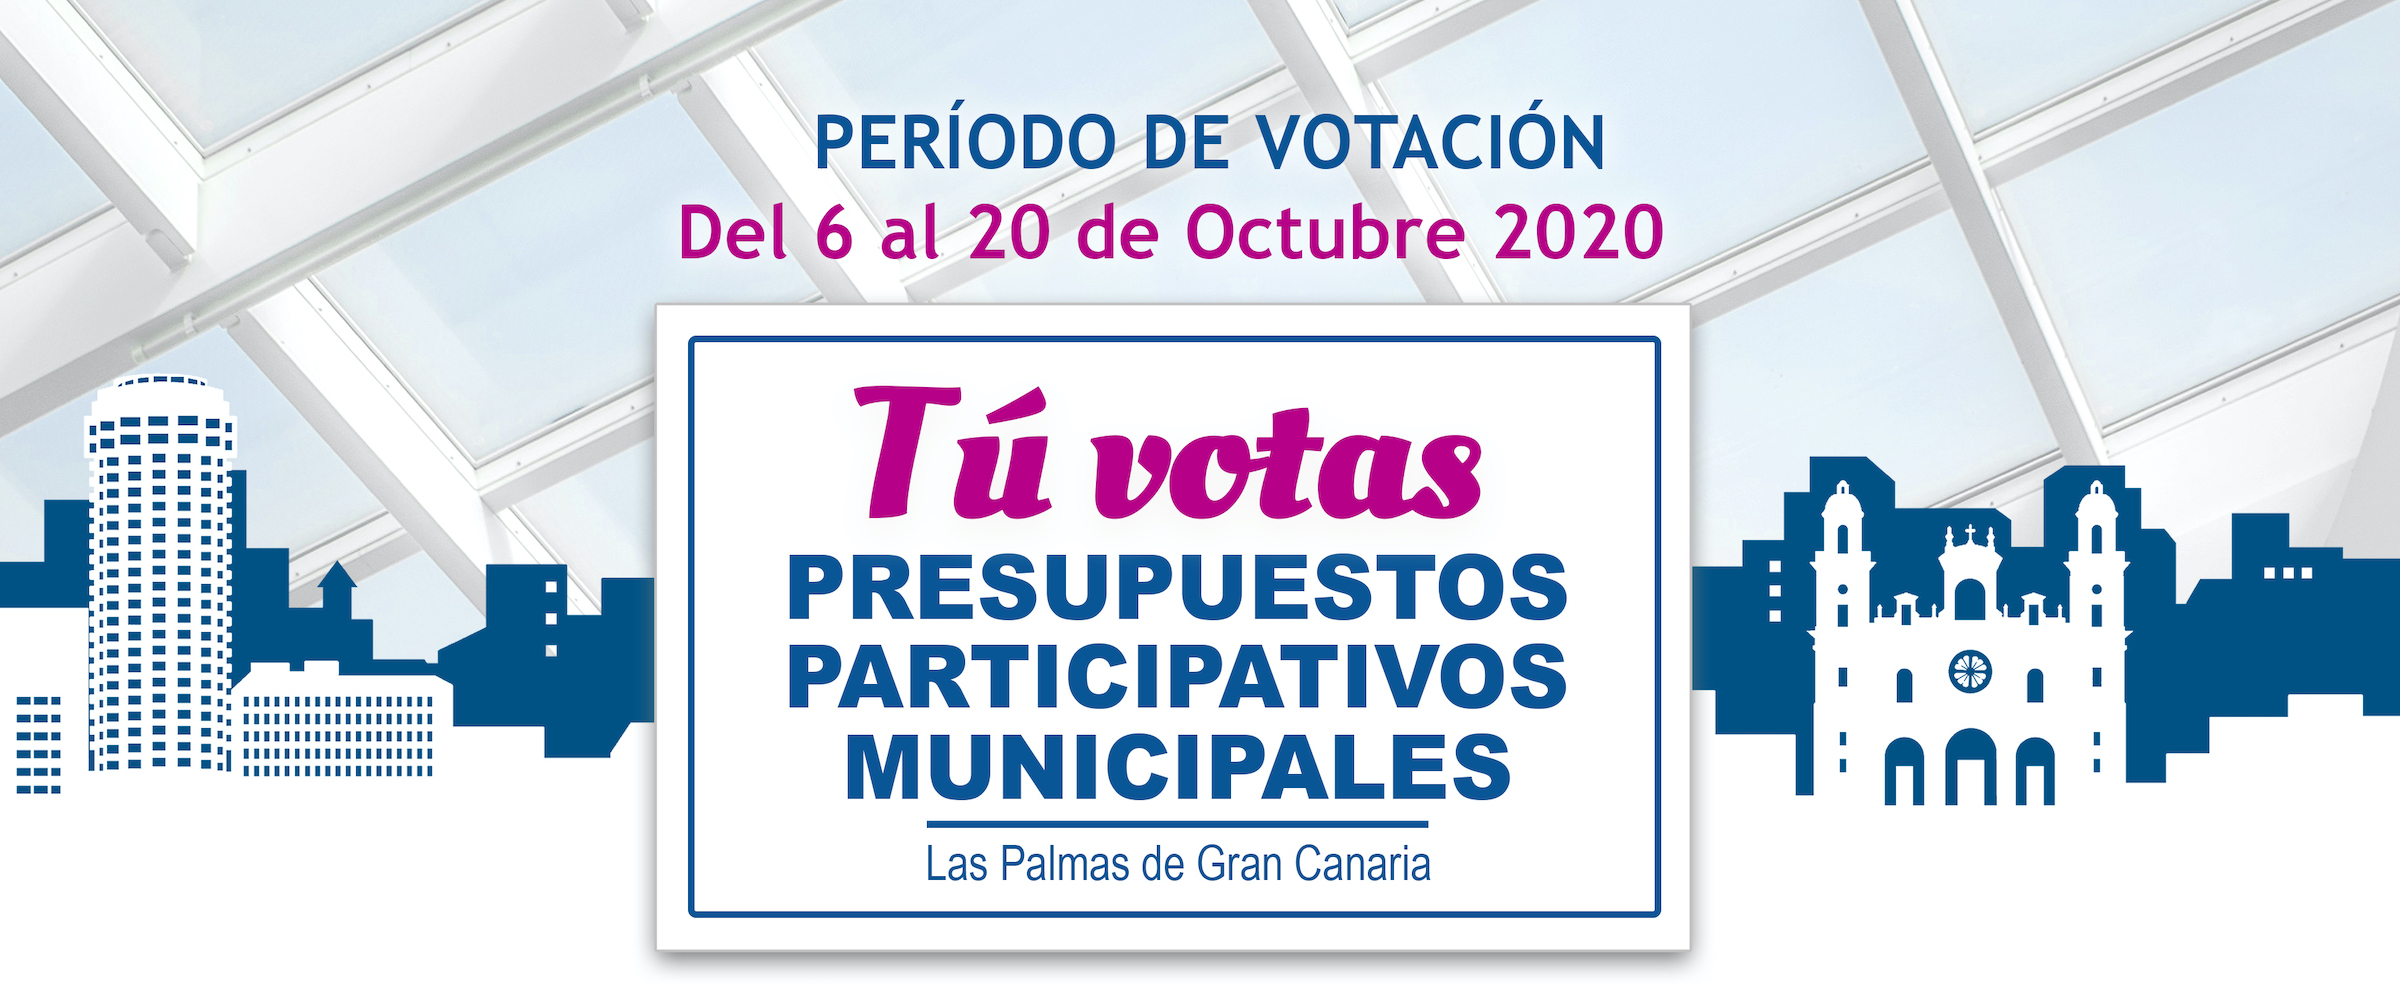 PERÍODO DE VOTACIÓN
Del 6 al 20 de Octubre 2020
Tú votas
PRESUPUESTOS
PARTICIPATIVOS
MUNICIPALES
Las Palmas de Gran Canaria